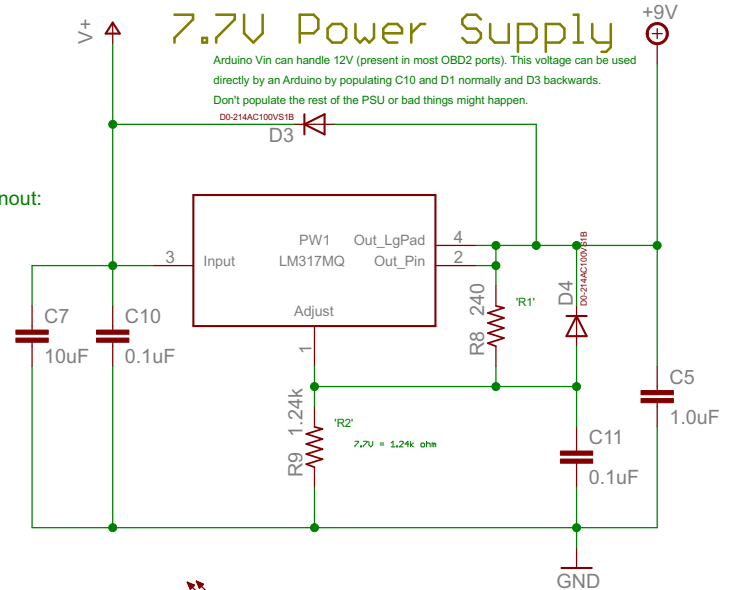 7.7V Power Supply
+9V
V+
Arduino Vin can handle 12V (present in most OBD2 ports). This voltage can be used
directly by an Arduino by populating C10 and D1 normally and D3 backwards.
Don't populate the rest of the PSU or bad things might happen.
D0-214AC100VS1B
D3
nout:
PW1
LM317MQ
Out_LgPad
Out_Pin
Input
Adjust
3
4
2
1
R8 240
'R1'
D4
D0-214AC100VS1B
C7
10uF
C10
0.1uF
R9 1.24k
'R2'
7.7V = 1.24k ohm
C11
0.1uF
C5
1.0uF
GND